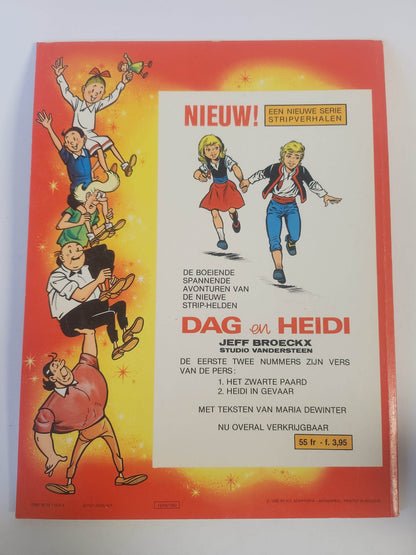 NIEUW!
EEN NIEUWE SERIE
STRIPVERHALEN
DE BOEIENDE
SPANNENDE
AVONTUREN VAN
DE NIEUWE
STRIP-HELDEN
DAG en HEIDI
JEFF BROECKX
STUDIO VANDERSTEEN
DE EERSTE TWEE NUMMERS ZIJN VERS
VAN DE PERS :
1. HET ZWARTE PAARD
2. HEIDI IN GEVAAR
MET TEKSTEN VAN MARIA DEWINTER
NU OVERAL VERKRIJGBAAR
55 fr - f. 3,95